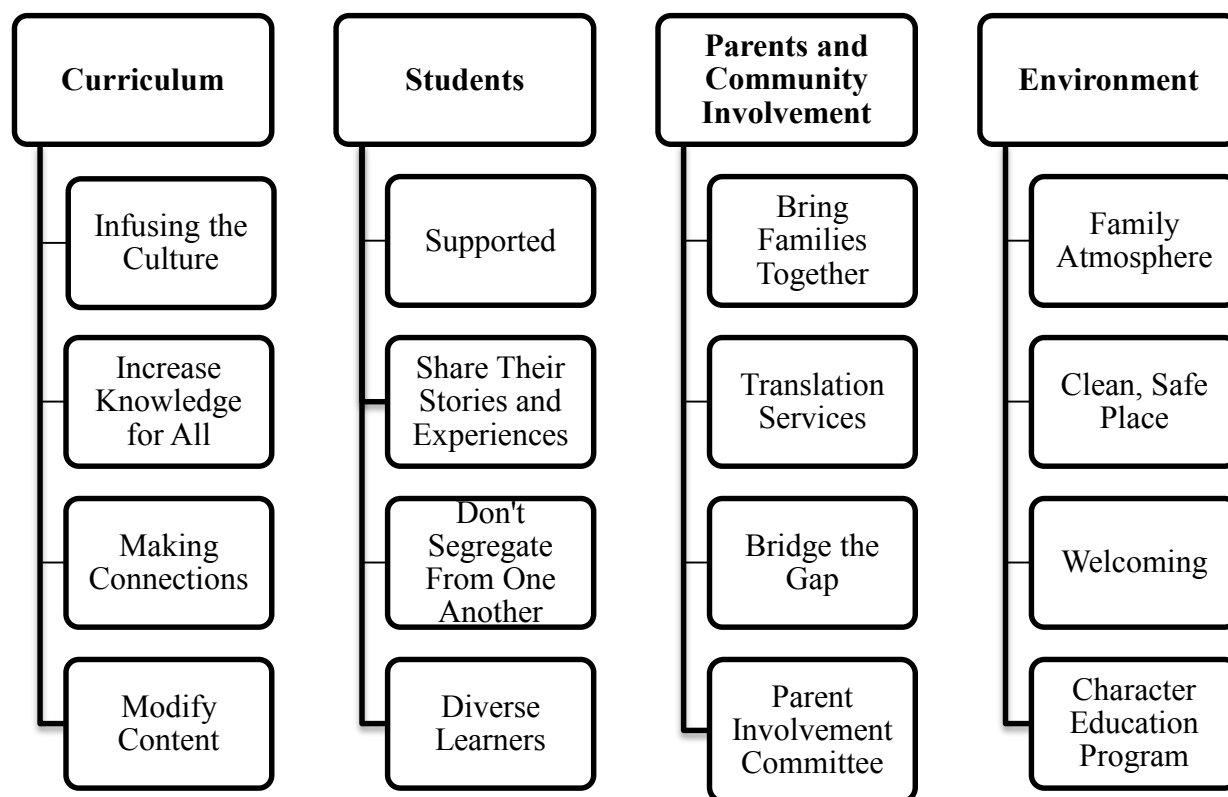 Curriculum
Infusing the
Culture
Increase
Knowledge
for All
Making
Connections
Modify
Content
Students
Supported
Share Their
Stories and
Experiences
Don't
Segregate
From One
Another
Diverse
Learners
Parents and
Community
Involvement
Bring
Families
Together
Translation
Services
Bridge the
Gap
Parent
Involvement
Committee
Environment
Family
Atmosphere
Clean, Safe
Place
Welcoming
Character
Education
Program